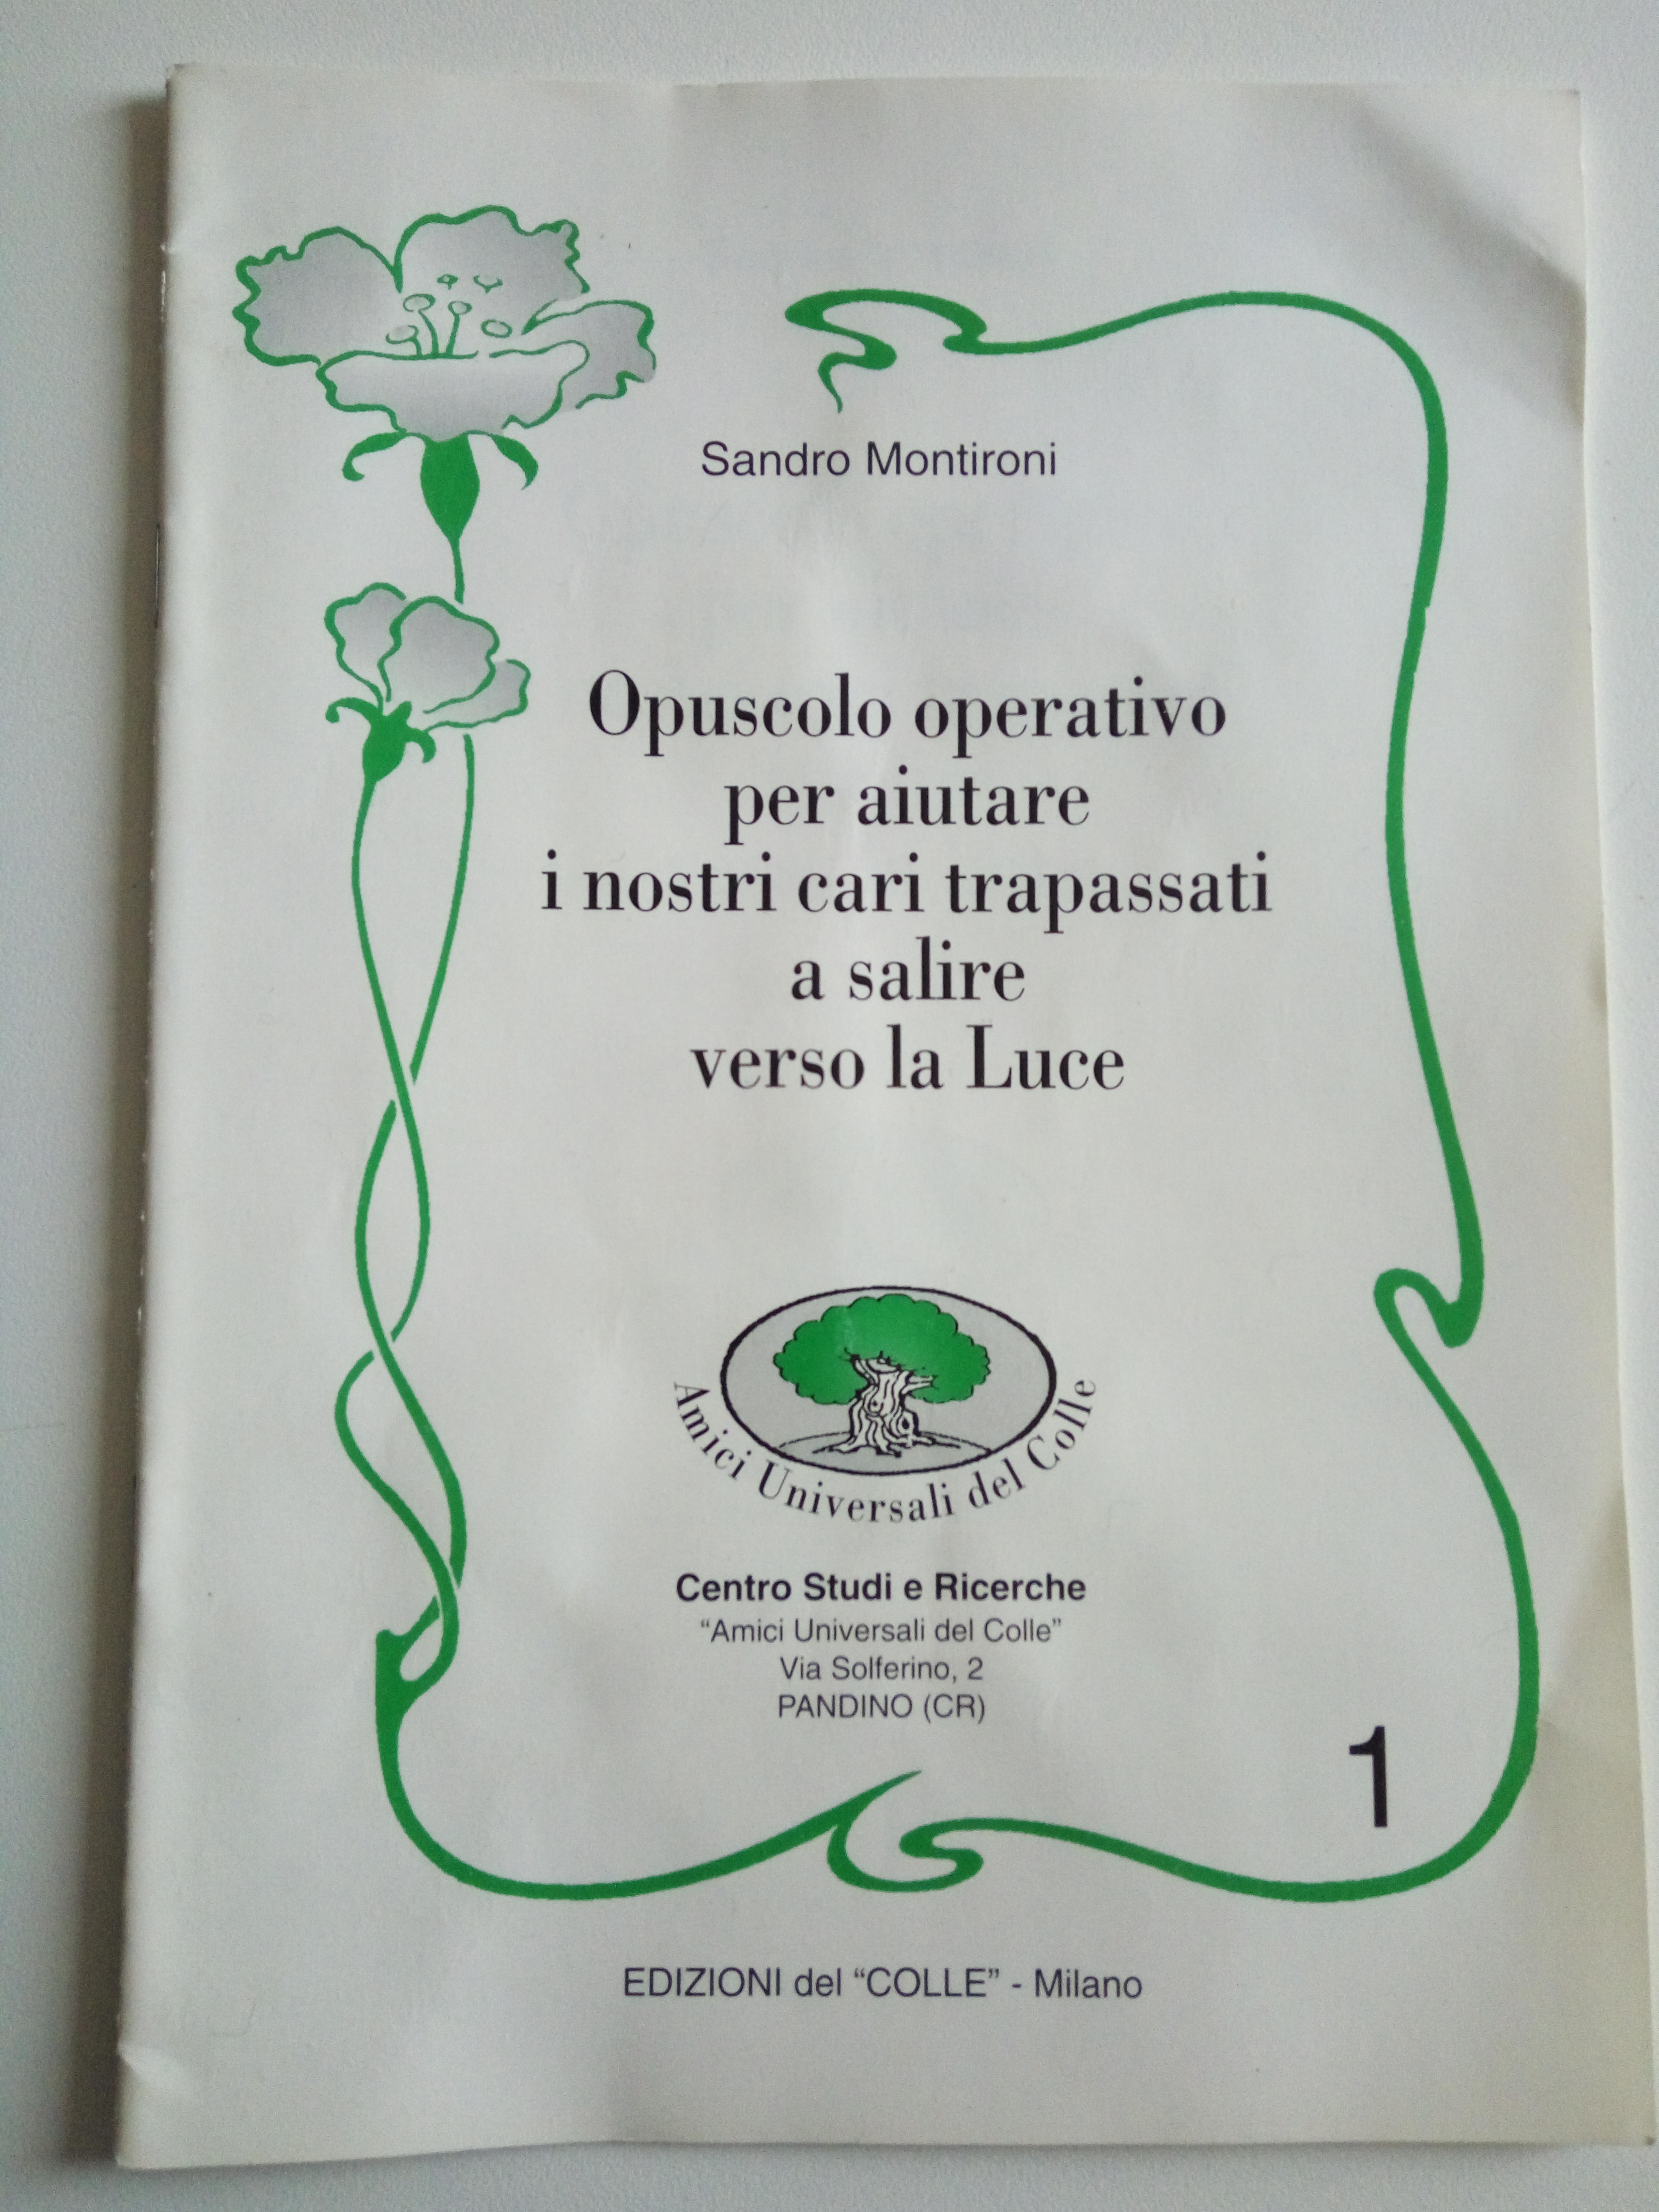 Sandro Montironi
Opuscolo operativo
per aiutare
i nostri cari trapassati
a salire
verso la Luce
Amici Universali del Colle
Centro Studi e Ricerche
“Amici Universali del Colle”
Via Solferino, 2
PANDINO (CR)
1
EDIZIONI del “COLLE” - Milano